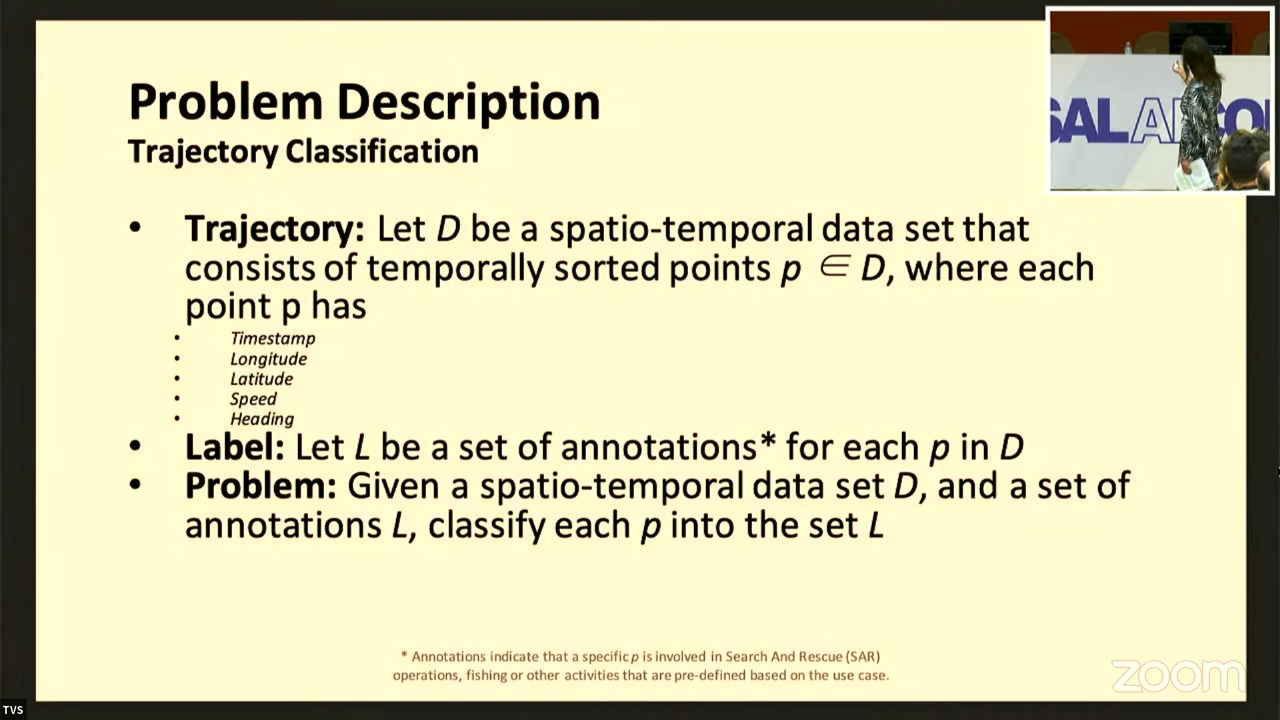 Problem Description
Trajectory Classification
• Trajectory: Let D be a spatio-temporal data set that
consists of temporally sorted points p ∈ D, where each
point p has
• Timestamp
• Longitude
• Latitude
• Speed
• Heading
• Label: Let L be a set of annotations* for each p in D
• Problem: Given a spatio-temporal data set D, and a set of
annotations L, classify each p into the set L
* Annotations indicate that a specific p is involved in Search And Rescue (SAR)
operations, fishing or other activities that are pre-defined based on the use case.
SAL A CO
zoom
TVS